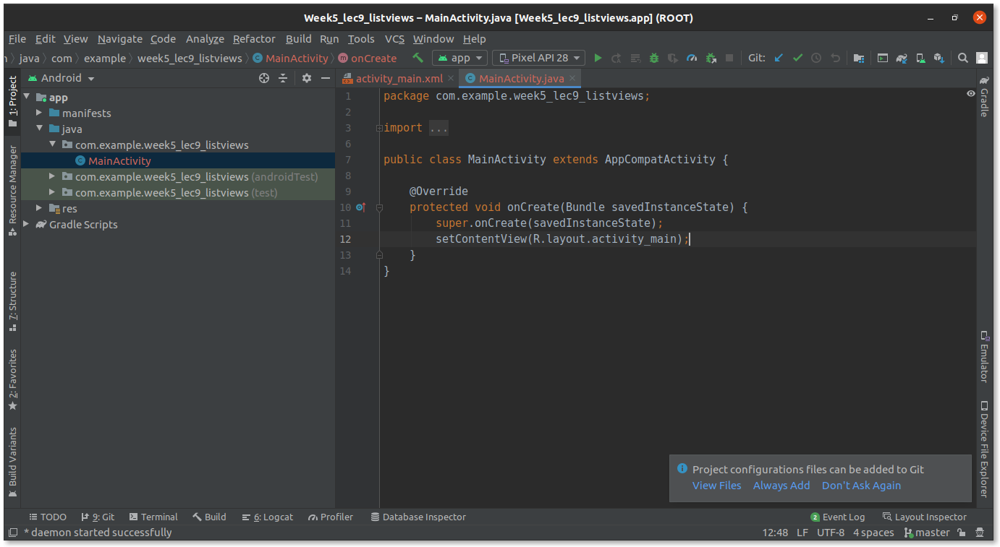 Week5_lec9_listviews – MainActivity.java [Week5_lec9_listviews.app] (ROOT)
File Edit View Navigate Code Analyze Refactor Build Run Tools VCS Window Help
java com example week5_lec9_listviews MainActivity onCreate app Pixel API 28 Git:
1: Project
Resource Manager
7: Structure
2: Favorites
Build Variants
Android
app
manifests
java
com.example.week5_lec9_listviews
MainActivity
com.example.week5_lec9_listviews (androidTest)
com.example.week5_lec9_listviews (test)
res
Gradle Scripts
activity_main.xml MainActivity.java
1 package com.example.week5_lec9_listviews;
2
3 import ...
6
7 public class MainActivity extends AppCompatActivity {
8
9 @Override
10 protected void onCreate(Bundle savedInstanceState) {
11 super.onCreate(savedInstanceState);
12 setContentView(R.layout.activity_main);
13 }
14 }
Gradle
Emulator
Device File Explorer
Project configurations files can be added to Git
View Files Always Add Don't Ask Again
TODO 9: Git Terminal Build 6: Logcat Profiler Database Inspector 2 Event Log Layout Inspector
* daemon started successfully 12:48 LF UTF-8 4 spaces master